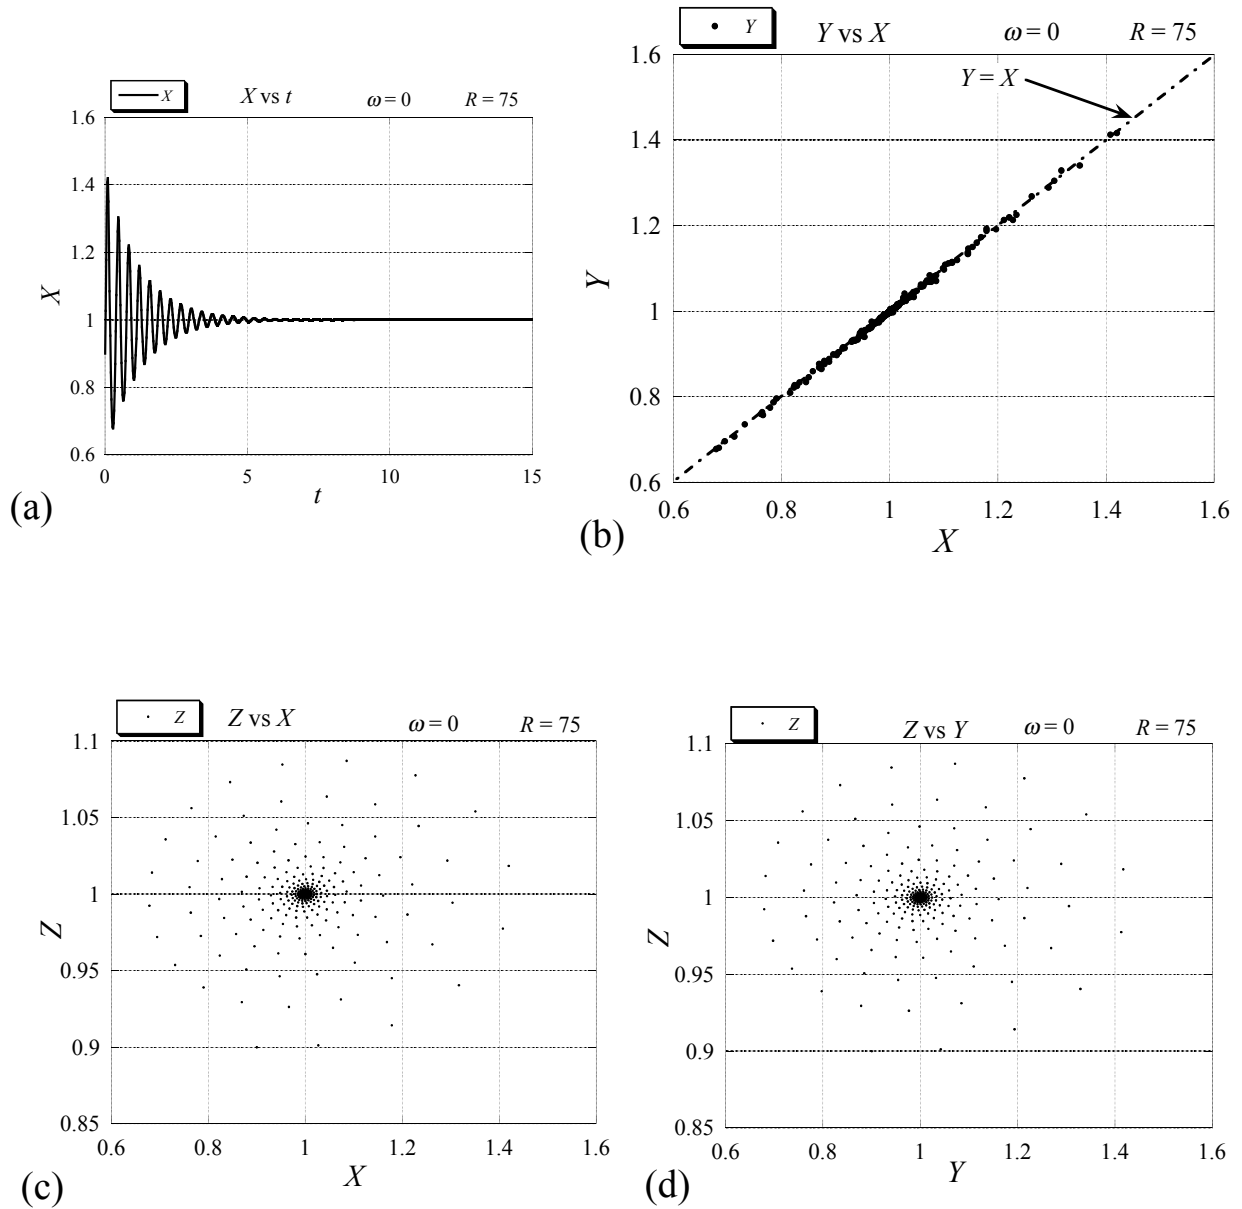 X
X vs t
ω = 0
R = 75
1.6
1.4
1.2
1
0.8
0.6
X
0
5
10
15
t
(a)
Y
Y vs X
ω = 0
R = 75
Y = X
1.6
1.4
1.2
1
0.8
0.6
Y
0.6
0.8
1
1.2
1.4
1.6
X
(b)
Z
Z vs X
ω = 0
R = 75
1.1
1.05
1
0.95
0.9
0.85
Z
0.6
0.8
1
1.2
1.4
1.6
X
(c)
Z
Z vs Y
ω = 0
R = 75
1.1
1.05
1
0.95
0.9
0.85
Z
0.6
0.8
1
1.2
1.4
1.6
Y
(d)